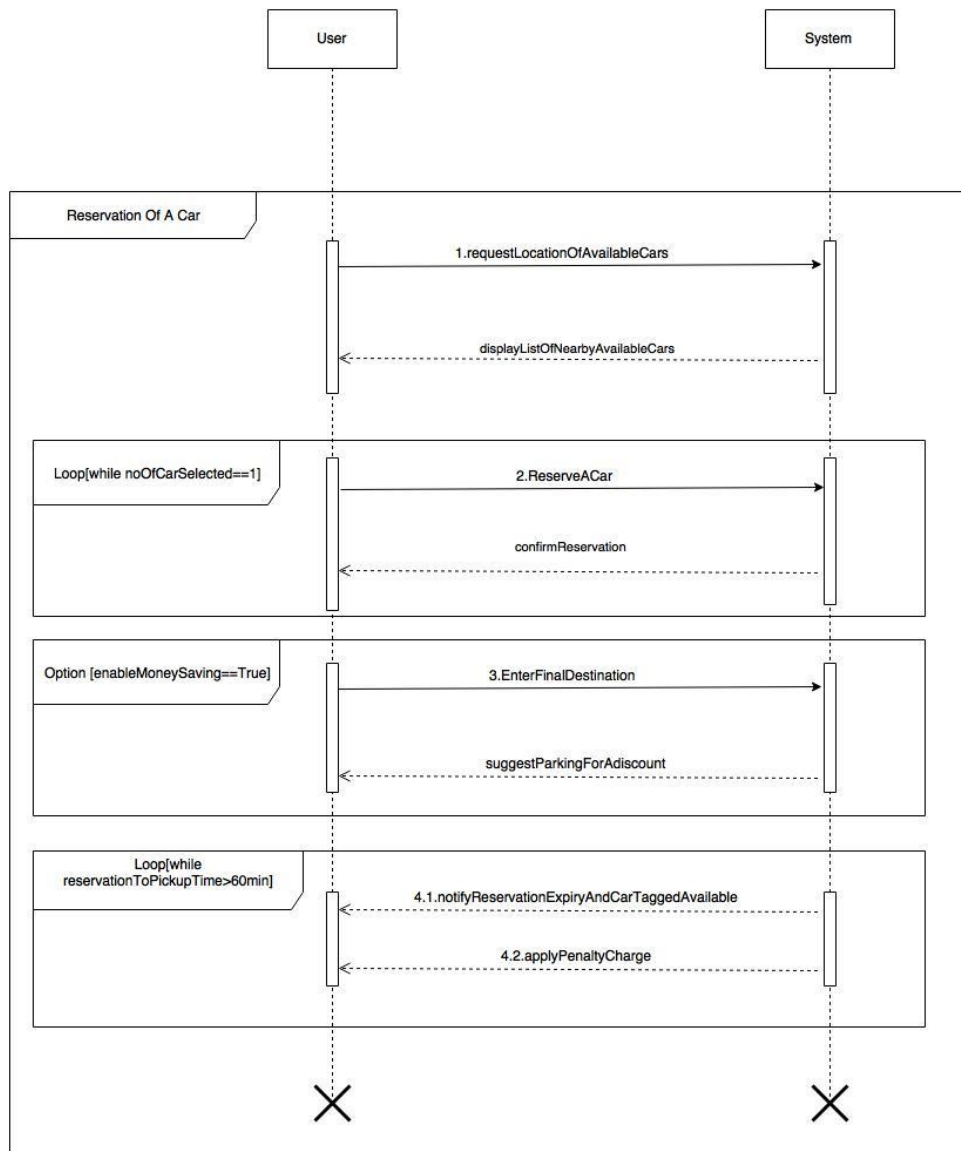 User
System
Reservation Of A Car
1.requestLocationOfAvailableCars
displayListOfNearbyAvailableCars
Loop[while noOfCarSelected==1]
2.ReserveACar
confirmReservation
Option [enableMoneySaving==True]
3.EnterFinalDestination
suggestParkingForAdiscount
Loop[while
reservationToPickupTime>60min]
4.1.notifyReservationExpiryAndCarTaggedAvailable
4.2.applyPenaltyCharge